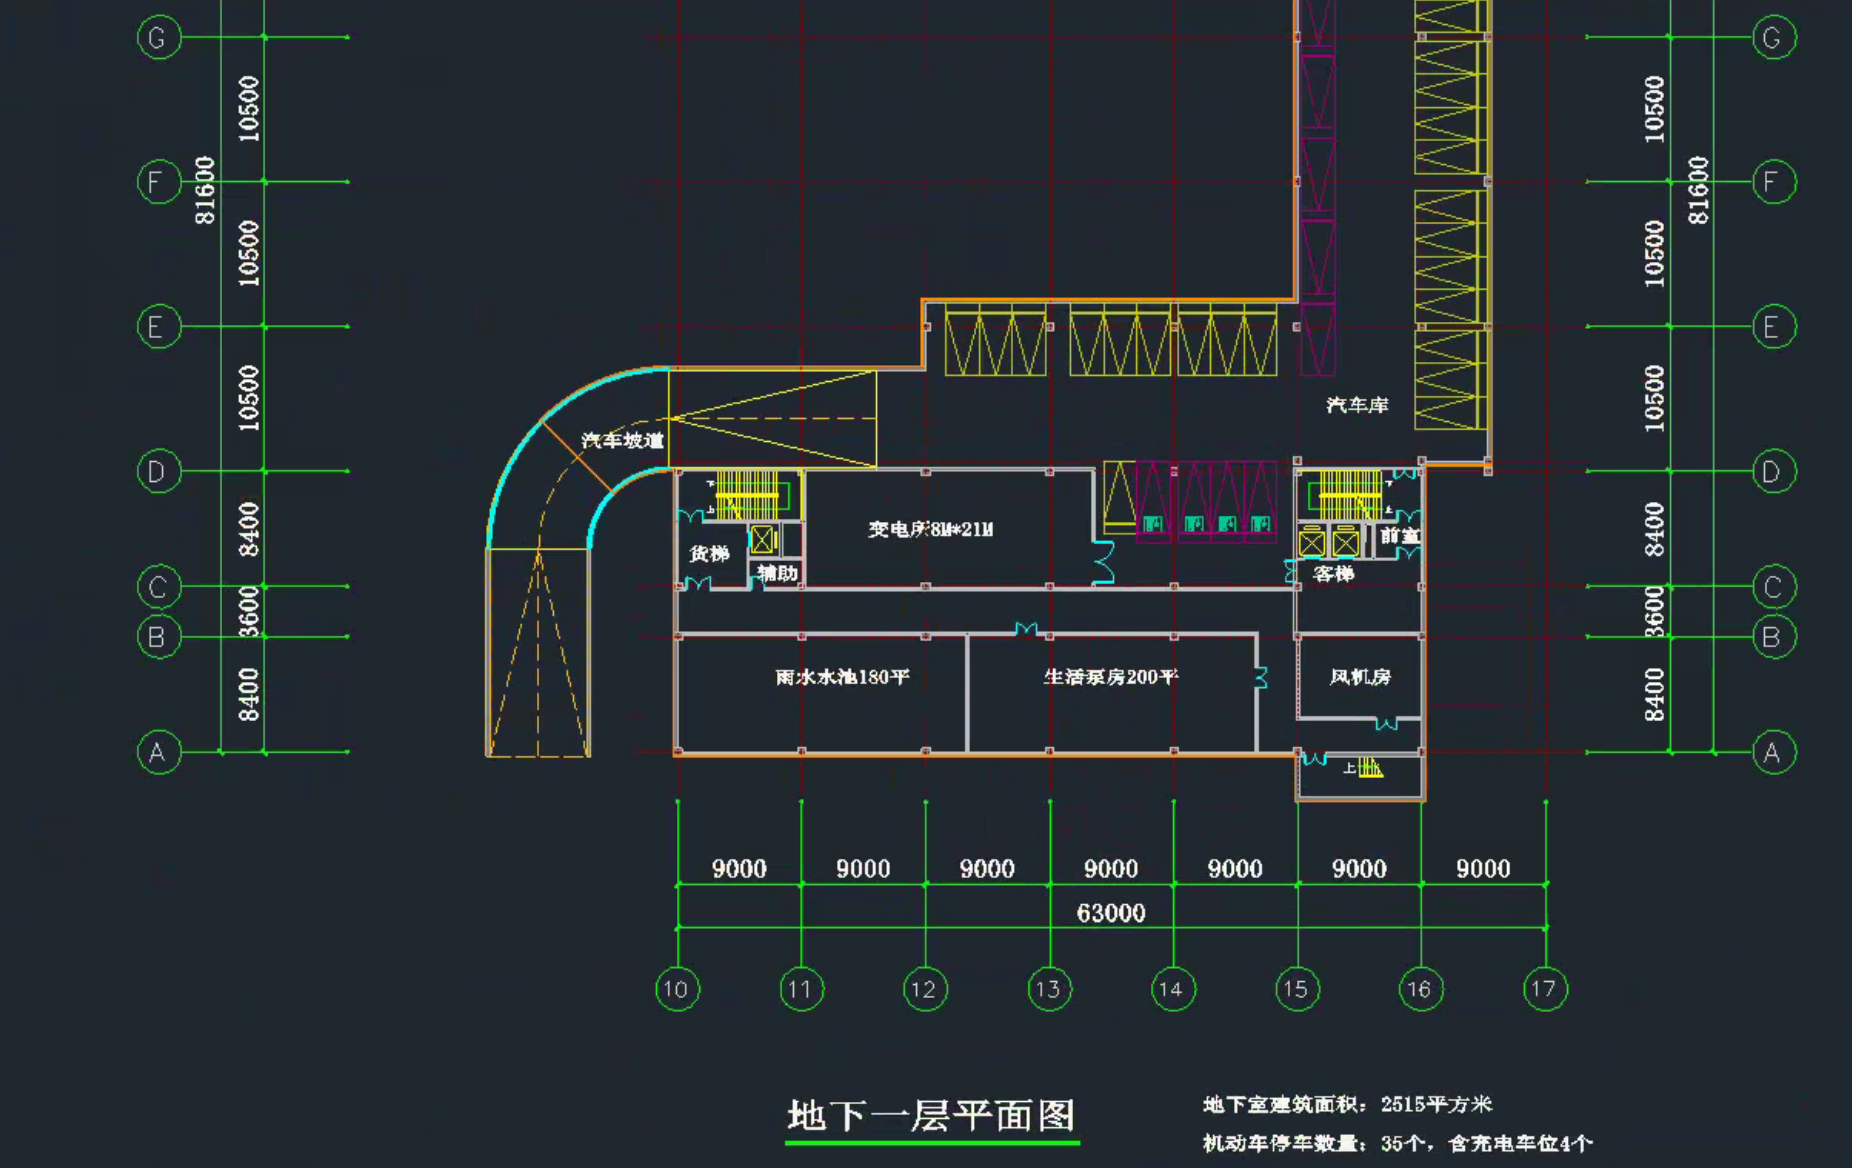 G
G
10500
10500
F
81600
81600
F
10500
10500
E
E
10500
汽车库
10500
汽车坡道
D
D
下
下
上
上
8400
变电所8M*21M
前室
8400
货梯
辅助
客梯
C
C
3600
3600
B
B
雨水水池180平
生活泵房200平
风机房
8400
8400
A
上
A
9000 9000 9000 9000 9000 9000 9000
63000
10 11 12 13 14 15 16 17
地下一层平面图
地下室建筑面积：2515平方米
机动车停车数量：35个，含充电车位4个